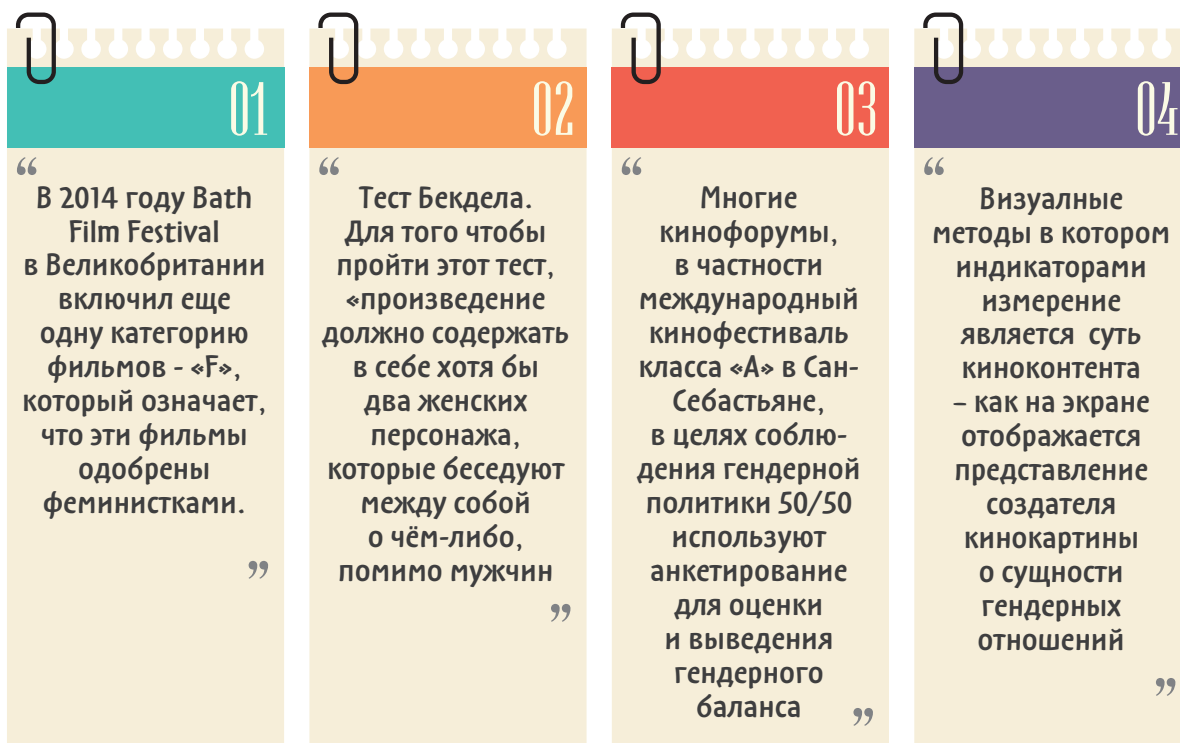 01
“
В 2014 году Bath
Film Festival
в Великобритании
включил еще
одну категорию
фильмов - «F»,
который означает,
что эти фильмы
одобрены
феминистками.
”
02
“
Тест Бекдела.
Для того чтобы
пройти этот тест,
«произведение
должно содержать
в себе хотя бы
два женских
персонажа,
которые беседуют
между собой
о чём-либо,
помимо мужчин
”
03
“
Многие
кинофорумы,
в частности
международный
кинофестиваль
класса «А» в Сан-
Себастьяне,
в целях соблю-
дения гендерной
политики 50/50
используют
анкетирование
для оценки
и выведения
гендерного
баланса
”
04
“
Визуалные
методы в котором
индикаторами
измерение
является суть
киноконтента
– как на экране
отображается
представление
создателя
кинокартины
о сущности
гендерных
отношений
”